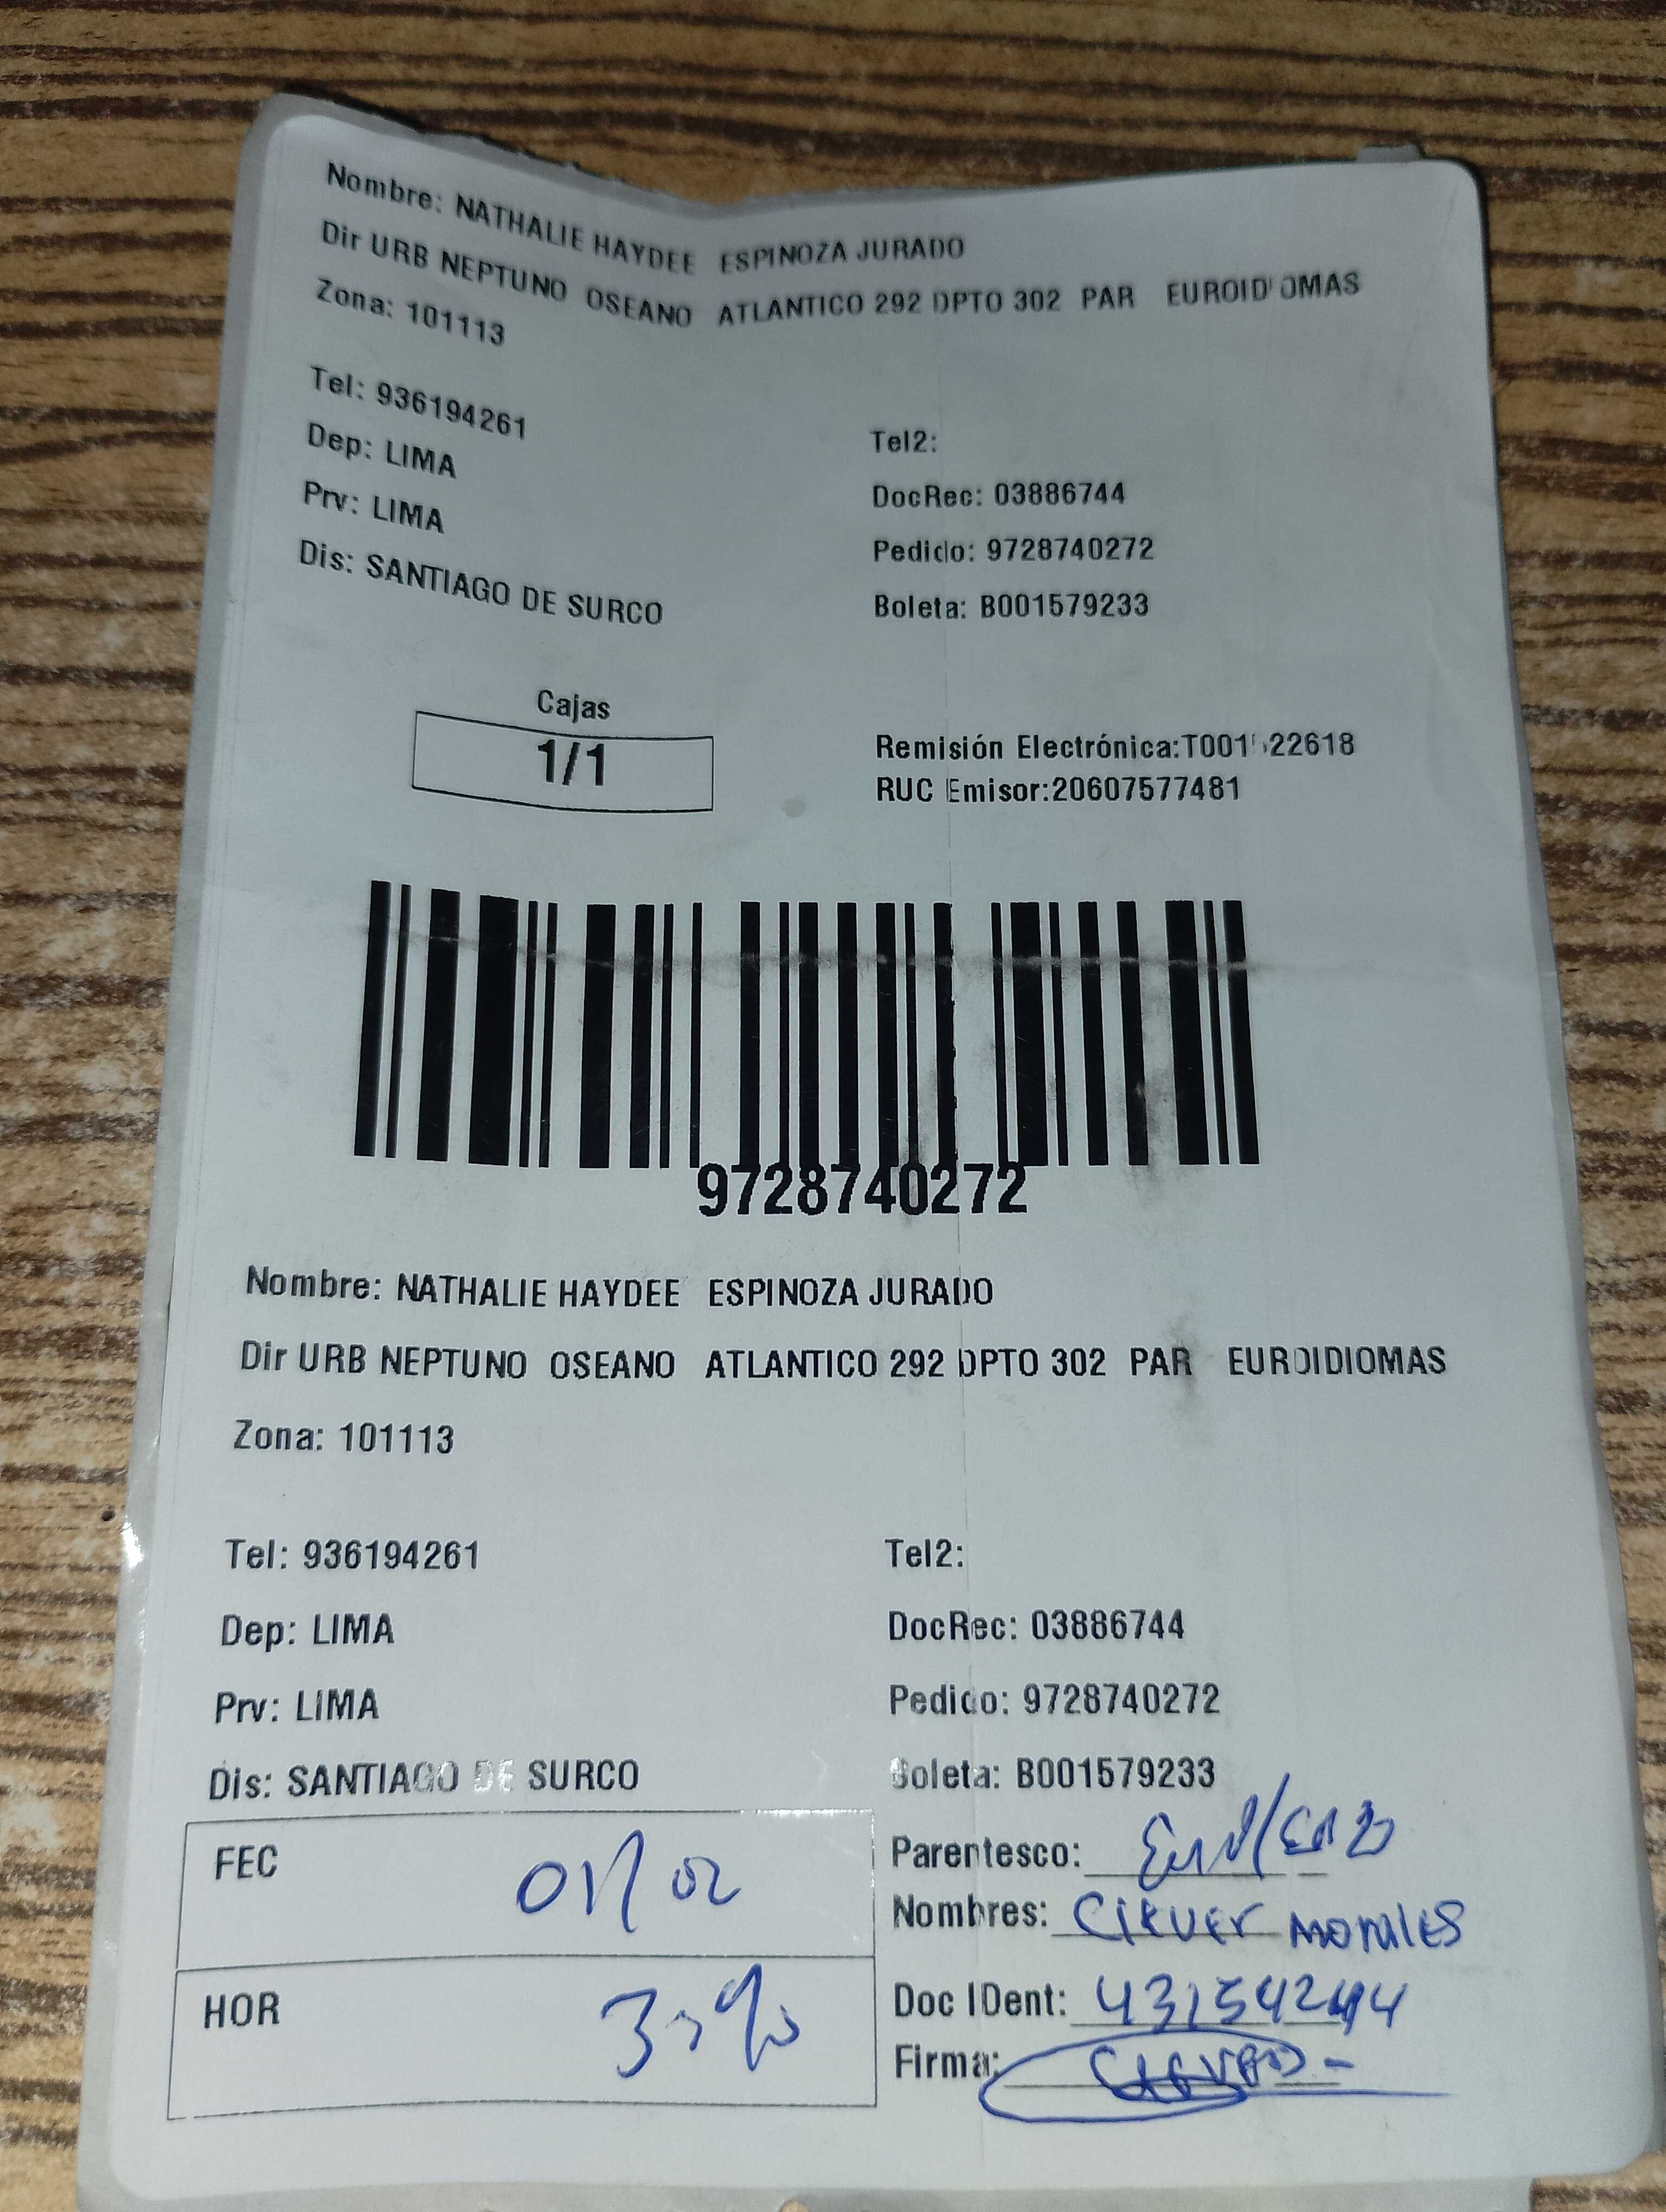 Nombre: NATHALIE HAYDEE ESPINOZA JURADO
Dir URB NEPTUNO OSEANO ATLANTICO 292 DPTO 302 PAR EUROIDIOMAS
Zona: 101113
Tel: 936194261
Tel2:
Dep: LIMA
DocRec: 03886744
Prv: LIMA
Pedido: 9728740272
Dis: SANTIAGO DE SURCO
Boleta: B001579233
Cajas
1/1
Remisión Electrónica:
RUC Emisor:20607577481
9728740272
Nombre: NATHALIE HAYDEE ESPINOZA JURADO
Dir URB NEPTUNO OSEANO ATLANTICO 292 DPTO 302 PAR EUROIDIOMAS
Zona: 101113
Tel: 936194261
Tel2:
Dep: LIMA
DocRec: 03886744
Prv: LIMA
Pedido: 9728740272
Dis: SANTIAGO DE SURCO
Boleta: B001579233
FEC 01/02
Parentesco:
Nombres: Clever Morales
HOR
Doc IDent:
Firma: